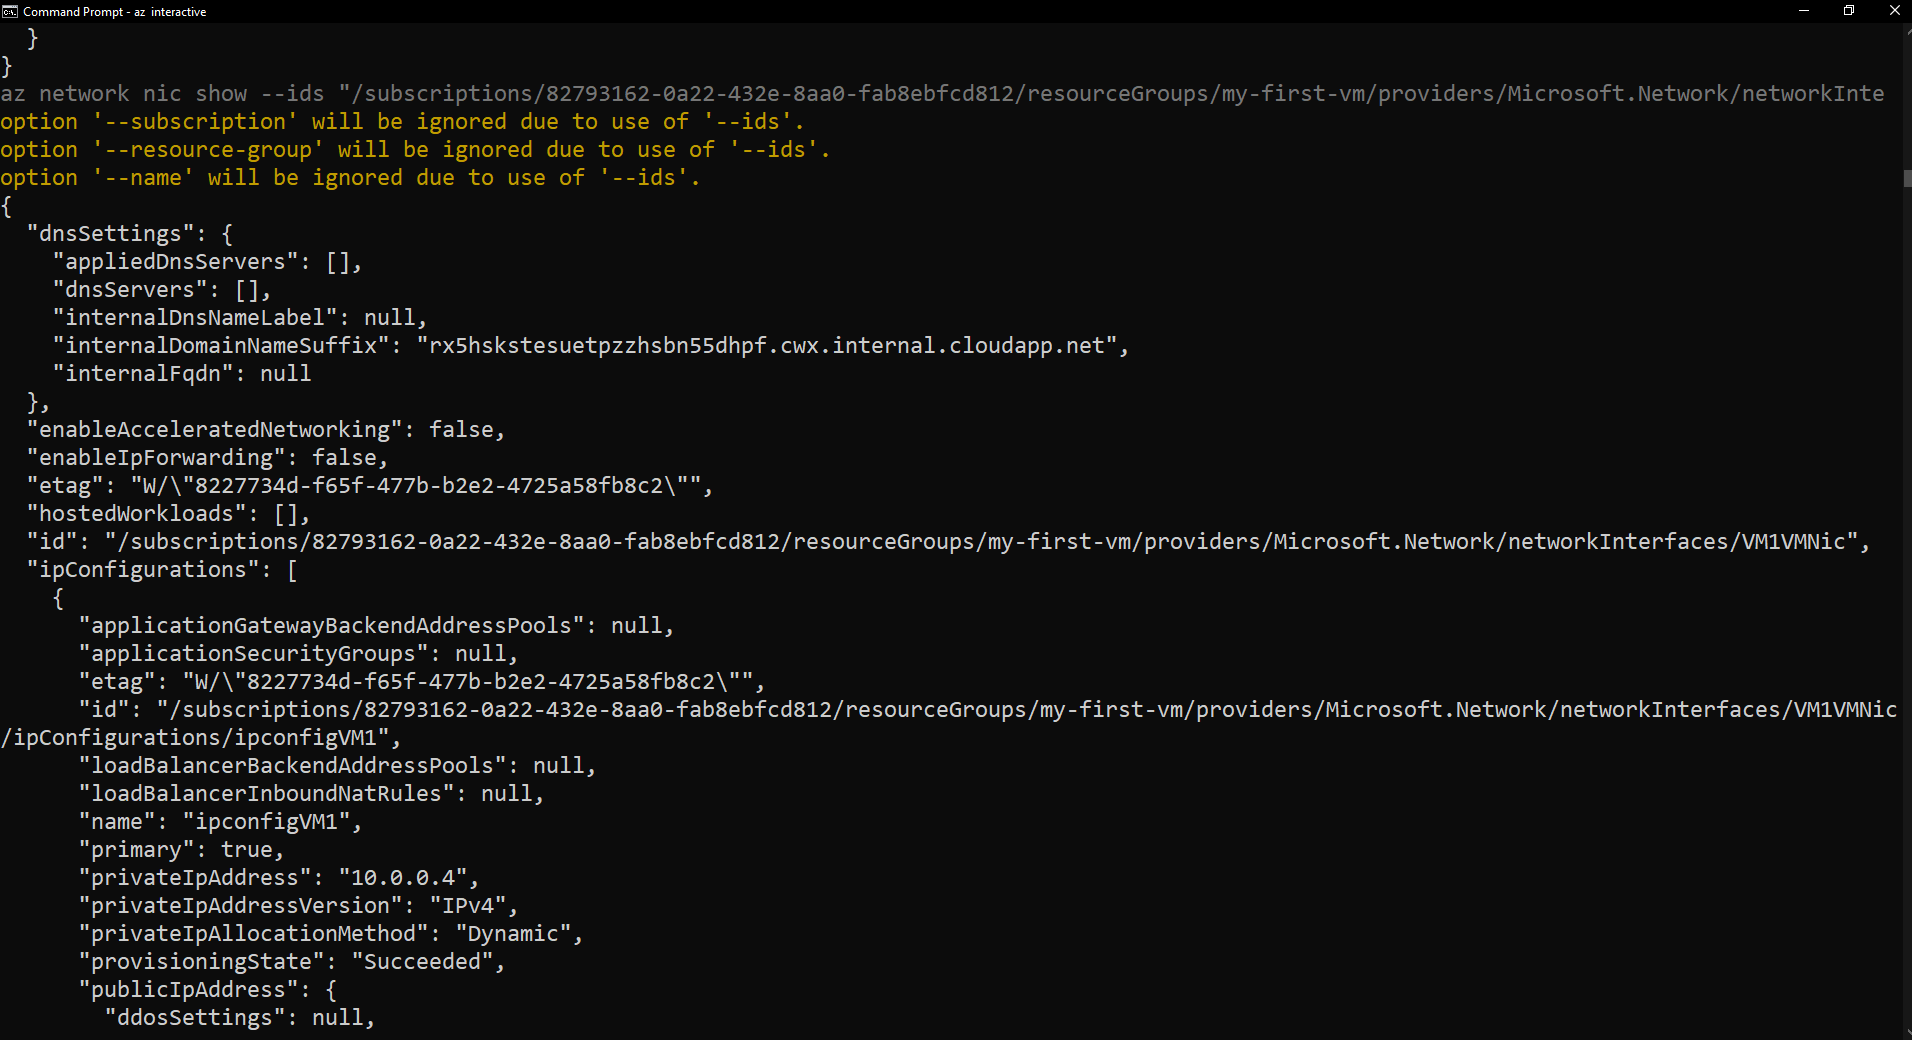 Command Prompt - az interactive
  }
}
az network nic show --ids "/subscriptions/82793162-0a22-432e-8aa0-fab8ebfcd812/resourceGroups/my-first-vm/providers/Microsoft.Network/networkInte
option '--subscription' will be ignored due to use of '--ids'.
option '--resource-group' will be ignored due to use of '--ids'.
option '--name' will be ignored due to use of '--ids'.
{
  "dnsSettings": {
    "appliedDnsServers": [],
    "dnsServers": [],
    "internalDnsNameLabel": null,
    "internalDomainNameSuffix": "rx5hskstesuetpzzhsbn55dhpf.cwx.internal.cloudapp.net",
    "internalFqdn": null
  },
  "enableAcceleratedNetworking": false,
  "enableIpForwarding": false,
  "etag": "W/\"8227734d-f65f-477b-b2e2-4725a58fb8c2\"",
  "hostedWorkloads": [],
  "id": "/subscriptions/82793162-0a22-432e-8aa0-fab8ebfcd812/resourceGroups/my-first-vm/providers/Microsoft.Network/networkInterfaces/VM1VMNic",
  "ipConfigurations": [
    {
      "applicationGatewayBackendAddressPools": null,
      "applicationSecurityGroups": null,
      "etag": "W/\"8227734d-f65f-477b-b2e2-4725a58fb8c2\"",
      "id": "/subscriptions/82793162-0a22-432e-8aa0-fab8ebfcd812/resourceGroups/my-first-vm/providers/Microsoft.Network/networkInterfaces/VM1VMNic
/ipConfigurations/ipconfigVM1",
      "loadBalancerBackendAddressPools": null,
      "loadBalancerInboundNatRules": null,
      "name": "ipconfigVM1",
      "primary": true,
      "privateIpAddress": "10.0.0.4",
      "privateIpAddressVersion": "IPv4",
      "privateIpAllocationMethod": "Dynamic",
      "provisioningState": "Succeeded",
      "publicIpAddress": {
        "ddosSettings": null,